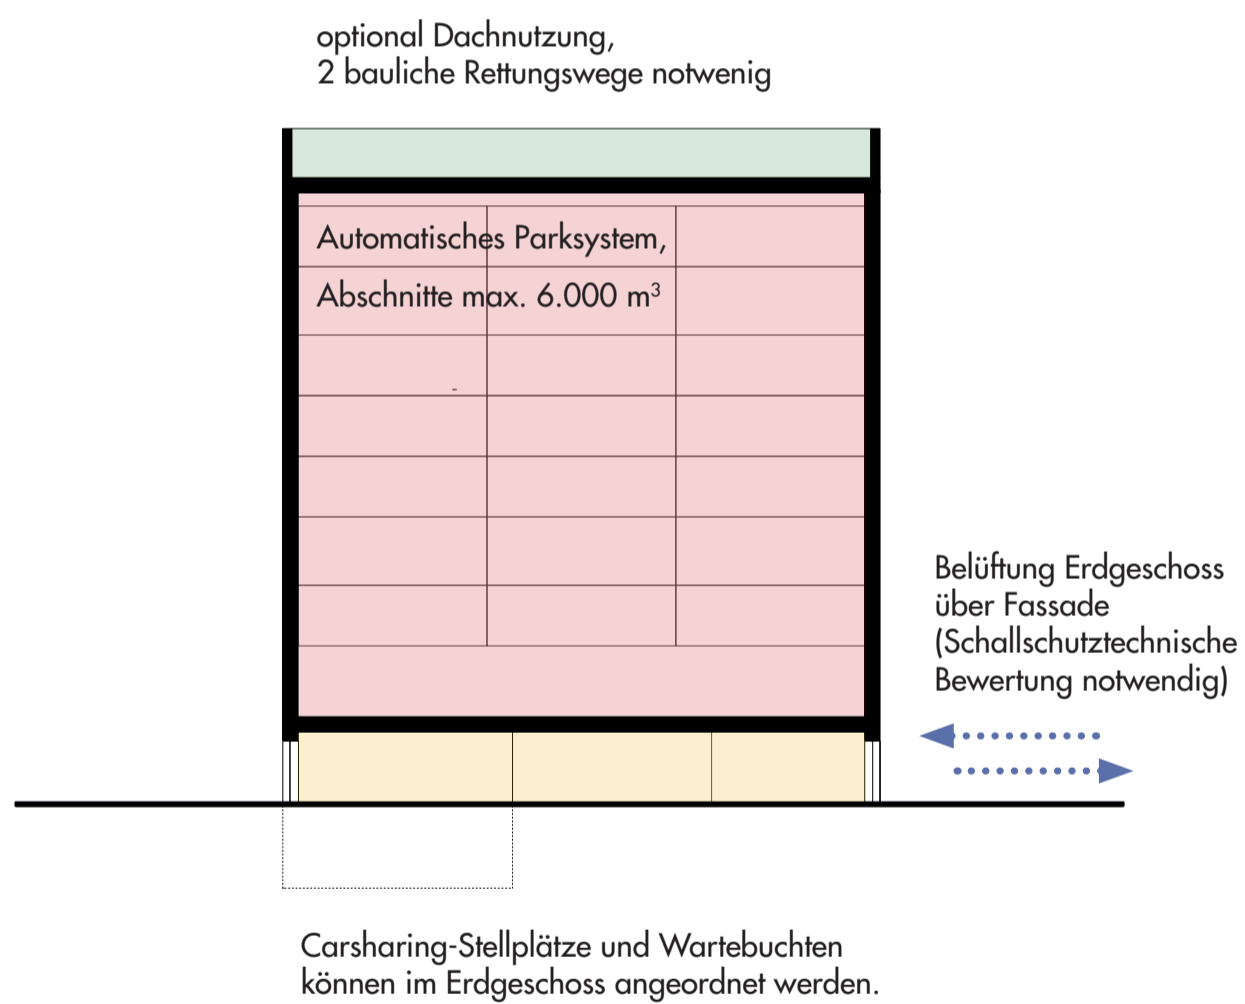 optional Dachnutzung,
2 bauliche Rettungswege notwenig
Automatisches Parksystem,
Abschnitte max. 6.000 m³
-
Belüftung Erdgeschoss
über Fassade
(Schallschutztechnische
Bewertung notwendig)
Carsharing-Stellplätze und Wartebuchten
können im Erdgeschoss angeordnet werden.